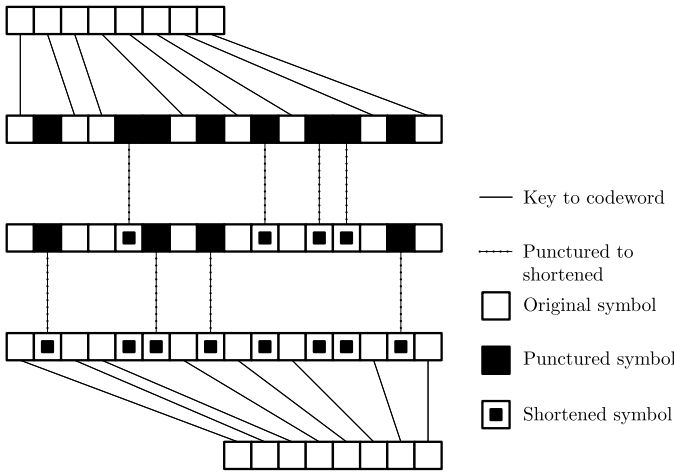 Key to codeword
Punctured to
shortened
Original symbol
Punctured symbol
Shortened symbol